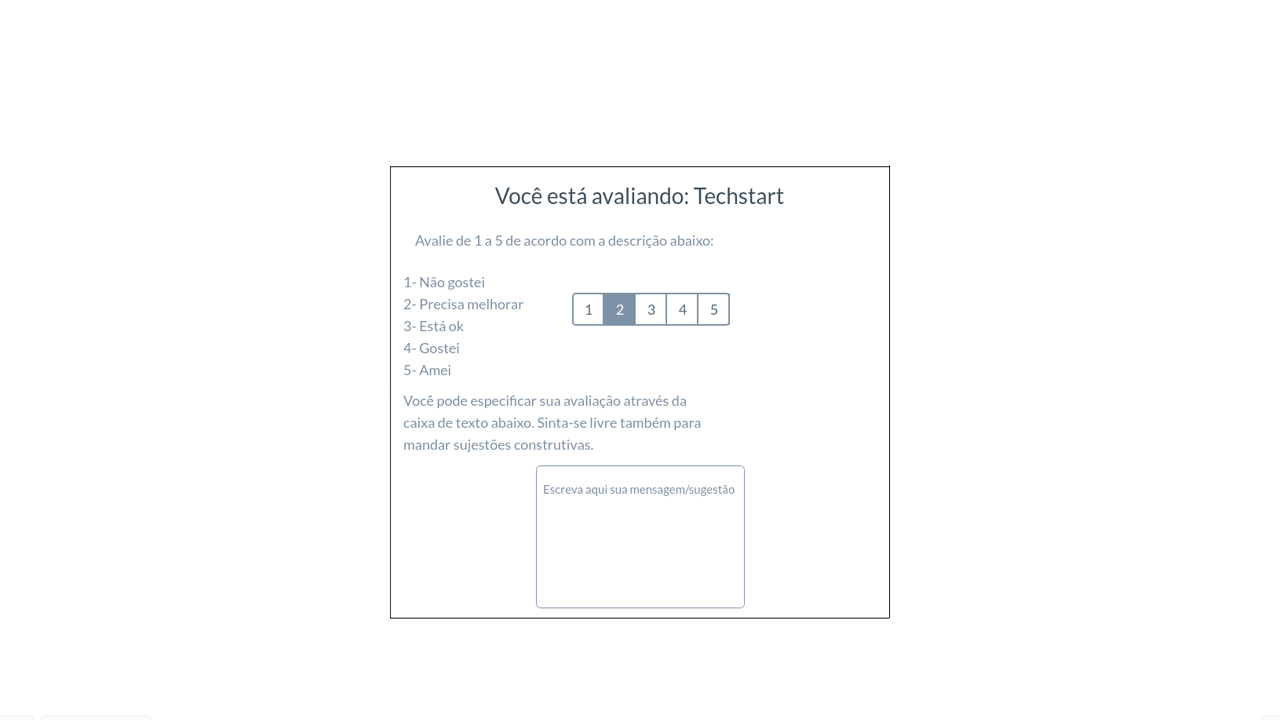 Você está avaliando: Techstart
Avalie de 1 a 5 de acordo com a descrição abaixo:
1- Não gostei
2- Precisa melhorar
3- Está ok
4- Gostei
5- Amei
1 2 3 4 5
Você pode especificar sua avaliação através da
caixa de texto abaixo. Sinta-se livre também para
mandar sujestões construtivas.
Escreva aqui sua mensagem/sugestão